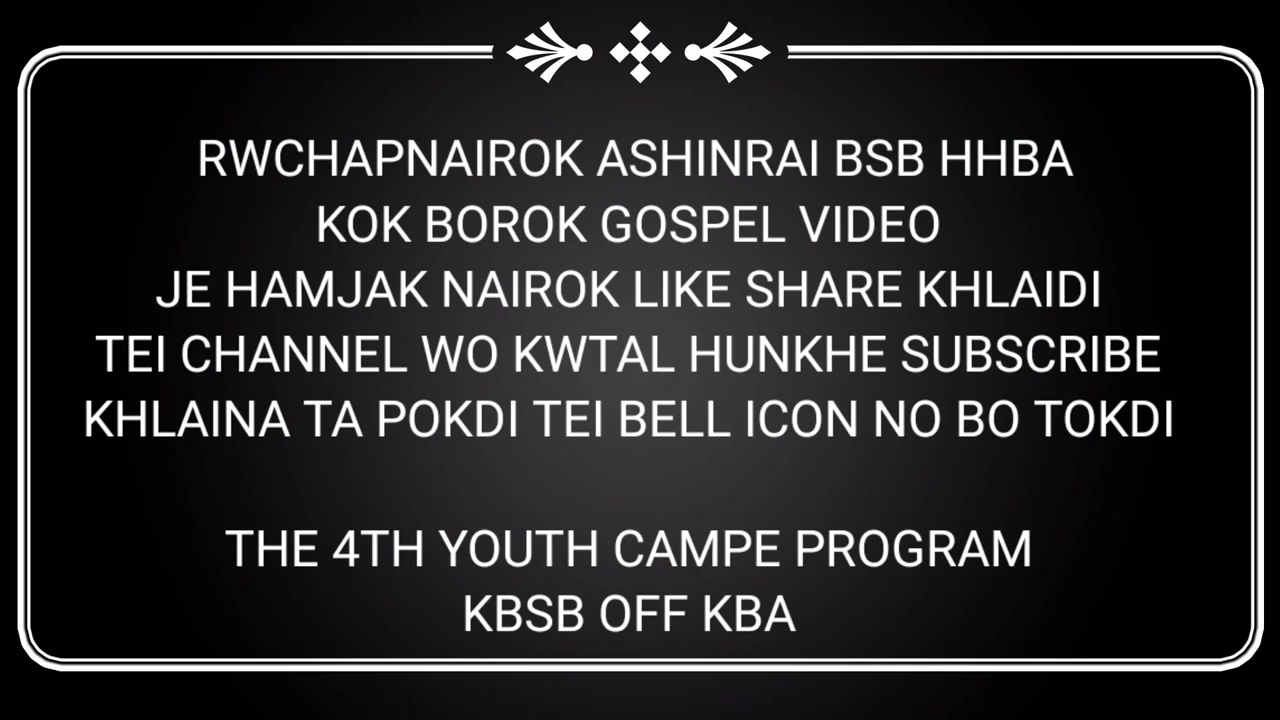 RWCHAPNAIROK ASHINRAI BSB HHBA
KOK BOROK GOSPEL VIDEO
JE HAMJAK NAIROK LIKE SHARE KHLAIDI
TEI CHANNEL WO KWTAL HUNKHE SUBSCRIBE
KHLAINA TA POKDI TEI BELL ICON NO BO TOKDI
THE 4TH YOUTH CAMPE PROGRAM
KBSB OFF KBA